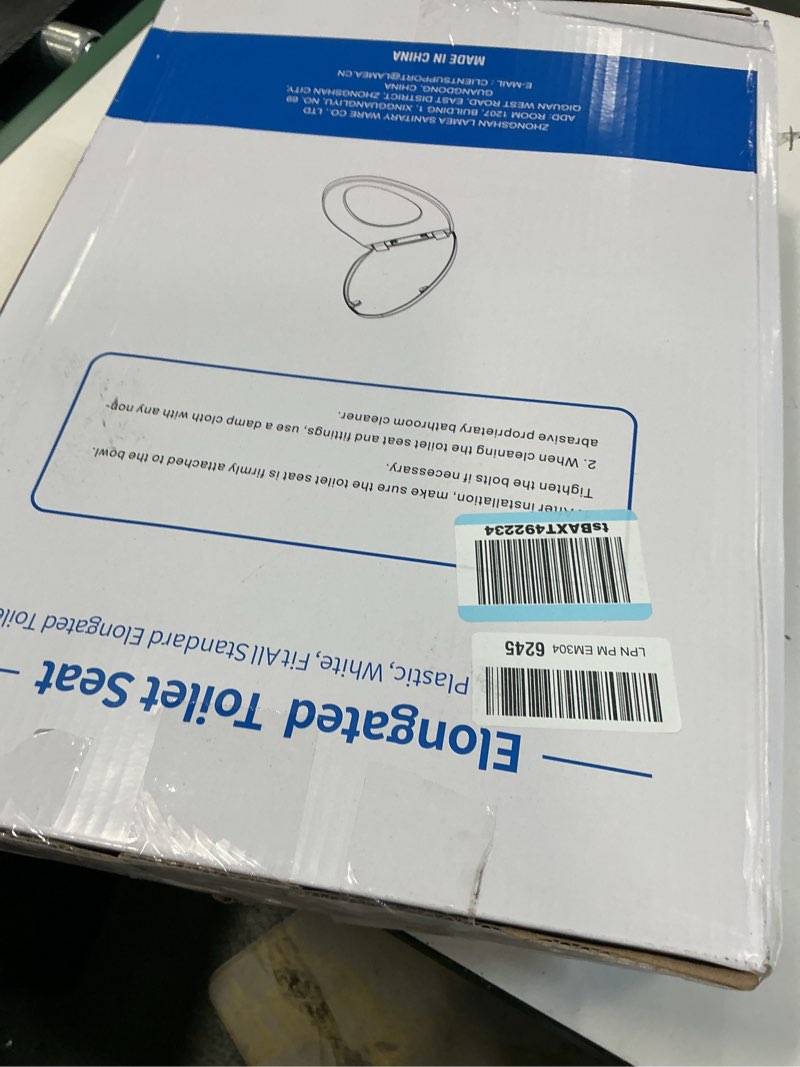 Elongated Toilet Seat
Plastic, White, Fit All Standard Elongated
LPN PM EM304 6245
tsBAXT492234
After installation, make sure the toilet seat is firmly attached to the bowl.
Tighten the bolts if necessary.
2. When cleaning the toilet seat and fittings, use a damp cloth with any non-
abrasive proprietary bathroom cleaner.
ZHONGSHAN LAMEA SANITARY WARE CO., LTD
ADD: ROOM 1207, BUILDING 1, XINGGUANGLIYU, NO. 69
QIGUAN WEST ROAD, EAST DISTRICT, ZHONGSHAN CITY,
GUANGDONG, CHINA
E-MAIL : CLIENTSUPPORT@LAMEA.CN
MADE IN CHINA